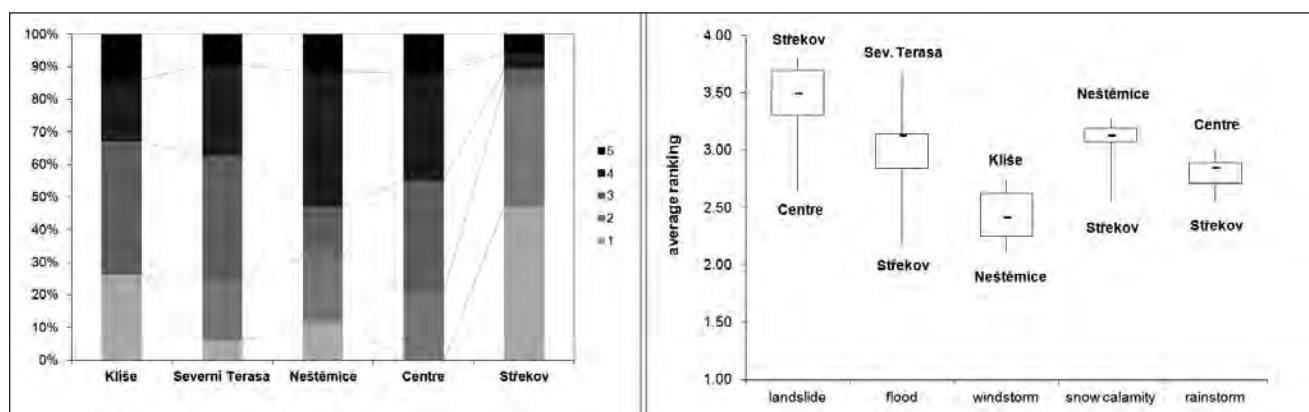 100%
90%
80%
70%
60%
50%
40%
30%
20%
10%
0%
Klíše Severní Terasa Neštěmice Centre Střekov
5
4
3
2
1
average ranking
4.00
3.50
3.00
2.50
2.00
1.50
1.00
Střekov
Centre
Sev. Terasa
Střekov
Klíše
Neštěmice
Neštěmice
Střekov
Centre
Střekov
landslide flood windstorm snow calamity rainstorm